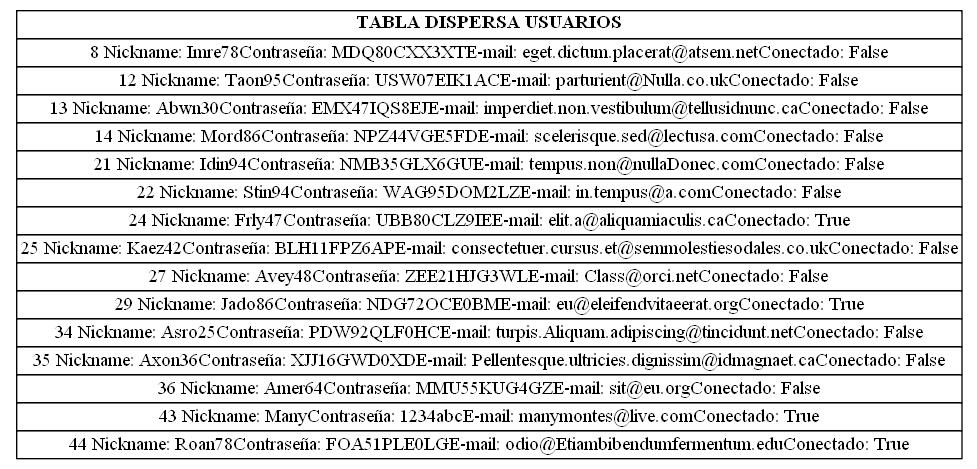 TABLA DISPERSA USUARIOS
8 Nickname: Imre78Contraseña: MDQ80CXX3XTE-mail: eget.dictum.placerat@atsem.netConectado: False
12 Nickname: Taon95Contraseña: USW07EIK1ACE-mail: parturient@Nulla.co.ukConectado: False
13 Nickname: Abwn30Contraseña: EMX47IQS8EJE-mail: imperdiet.non.vestibulum@tellusidnunc.caConectado: False
14 Nickname: Mord86Contraseña: NPZ44VGE5FDE-mail: scelerisque.sed@lectusa.comConectado: False
21 Nickname: Idin94Contraseña: NMB35GLX6GUE-mail: tempus.non@nullaDonec.comConectado: False
22 Nickname: Stin94Contraseña: WAG95DOM2LZE-mail: in.tempus@a.comConectado: False
24 Nickname: Frly47Contraseña: UBB80CLZ9IEE-mail: elit.a@aliquamiaculis.caConectado: True
25 Nickname: Kaez42Contraseña: BLH11FPZ6APE-mail: consectetuer.cursus.et@semmolestiesodales.co.ukConectado: False
27 Nickname: Avey48Contraseña: ZEE21HJG3WLE-mail: Class@orci.netConectado: False
29 Nickname: Jado86Contraseña: NDG72OCE0BME-mail: eu@eleifendvitaeerat.orgConectado: True
34 Nickname: Asro25Contraseña: PDW92QLF0HCE-mail: turpis.Aliquam.adipiscing@tincidunt.netConectado: False
35 Nickname: Axon36Contraseña: XJJ16GWD0XDE-mail: Pellentesque.ultricies.dignissim@idmagnaet.caConectado: False
36 Nickname: Amer64Contraseña: MMU55KUG4GZE-mail: sit@eu.orgConectado: False
43 Nickname: ManyContraseña: 1234abcE-mail: manymontes@live.comConectado: True
44 Nickname: Roan78Contraseña: FOA51PLE0LGE-mail: odio@Etiambibendumfermentum.eduConectado: True